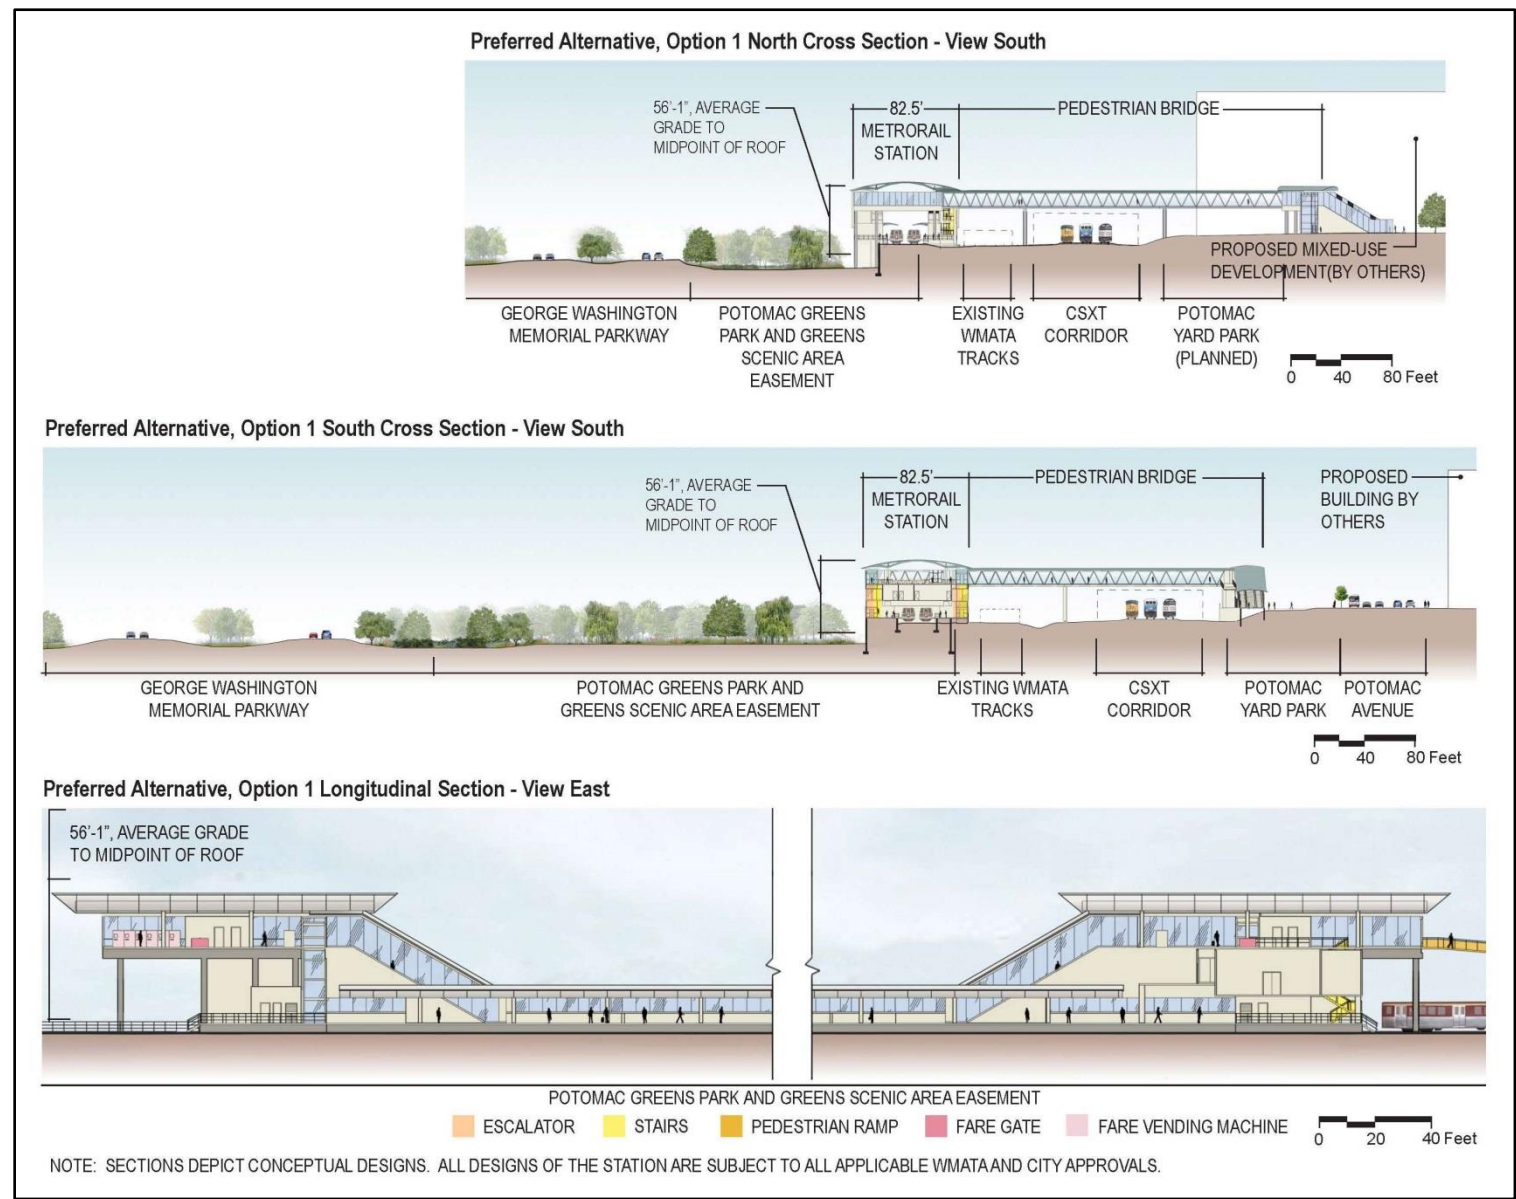 Preferred Alternative, Option 1 North Cross Section - View South
56'-1", AVERAGE
GRADE TO
MIDPOINT OF ROOF
82.5'
METRORAIL
STATION
PEDESTRIAN BRIDGE
PROPOSED MIXED-USE
DEVELOPMENT(BY OTHERS)
GEORGE WASHINGTON
MEMORIAL PARKWAY
POTOMAC GREENS
PARK AND GREENS
SCENIC AREA
EASEMENT
EXISTING
WMATA
TRACKS
CSXT
CORRIDOR
POTOMAC
YARD PARK
(PLANNED)
0 40 80 Feet
Preferred Alternative, Option 1 South Cross Section - View South
56'-1", AVERAGE
GRADE TO
MIDPOINT OF ROOF
82.5'
METRORAIL
STATION
PEDESTRIAN BRIDGE
PROPOSED
BUILDING BY
OTHERS
GEORGE WASHINGTON
MEMORIAL PARKWAY
POTOMAC GREENS PARK AND
GREENS SCENIC AREA EASEMENT
EXISTING WMATA
TRACKS
CSXT
CORRIDOR
POTOMAC
YARD PARK
POTOMAC
AVENUE
0 40 80 Feet
Preferred Alternative, Option 1 Longitudinal Section - View East
56'-1", AVERAGE GRADE
TO MIDPOINT OF ROOF
POTOMAC GREENS PARK AND GREENS SCENIC AREA EASEMENT
ESCALATOR STAIRS PEDESTRIAN RAMP FARE GATE FARE VENDING MACHINE
0 20 40 Feet
NOTE: SECTIONS DEPICT CONCEPTUAL DESIGNS. ALL DESIGNS OF THE STATION ARE SUBJECT TO ALL APPLICABLE WMATA AND CITY APPROVALS.